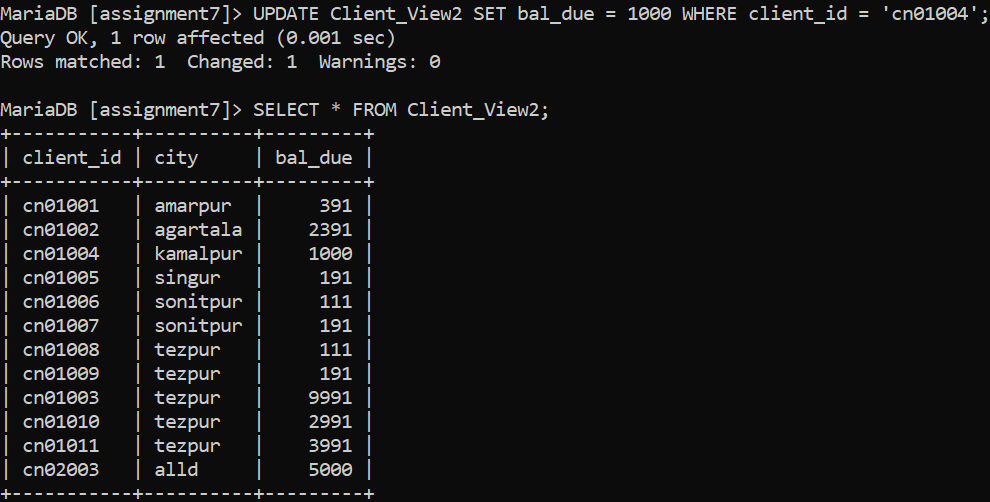 MariaDB [assignment7]> UPDATE Client_View2 SET bal_due = 1000 WHERE client_id = 'cn01004';
Query OK, 1 row affected (0.001 sec)
Rows matched: 1  Changed: 1  Warnings: 0

MariaDB [assignment7]> SELECT * FROM Client_View2;
+-----------+----------+---------+
| client_id | city     | bal_due |
+-----------+----------+---------+
| cn01001   | amarpur  |     391 |
| cn01002   | agartala |    2391 |
| cn01004   | kamalpur |    1000 |
| cn01005   | singur   |     191 |
| cn01006   | sonitpur |     111 |
| cn01007   | sonitpur |     191 |
| cn01008   | tezpur   |     111 |
| cn01009   | tezpur   |     191 |
| cn01003   | tezpur   |    9991 |
| cn01010   | tezpur   |    2991 |
| cn01011   | tezpur   |    3991 |
| cn02003   | alld     |    5000 |
+-----------+----------+---------+